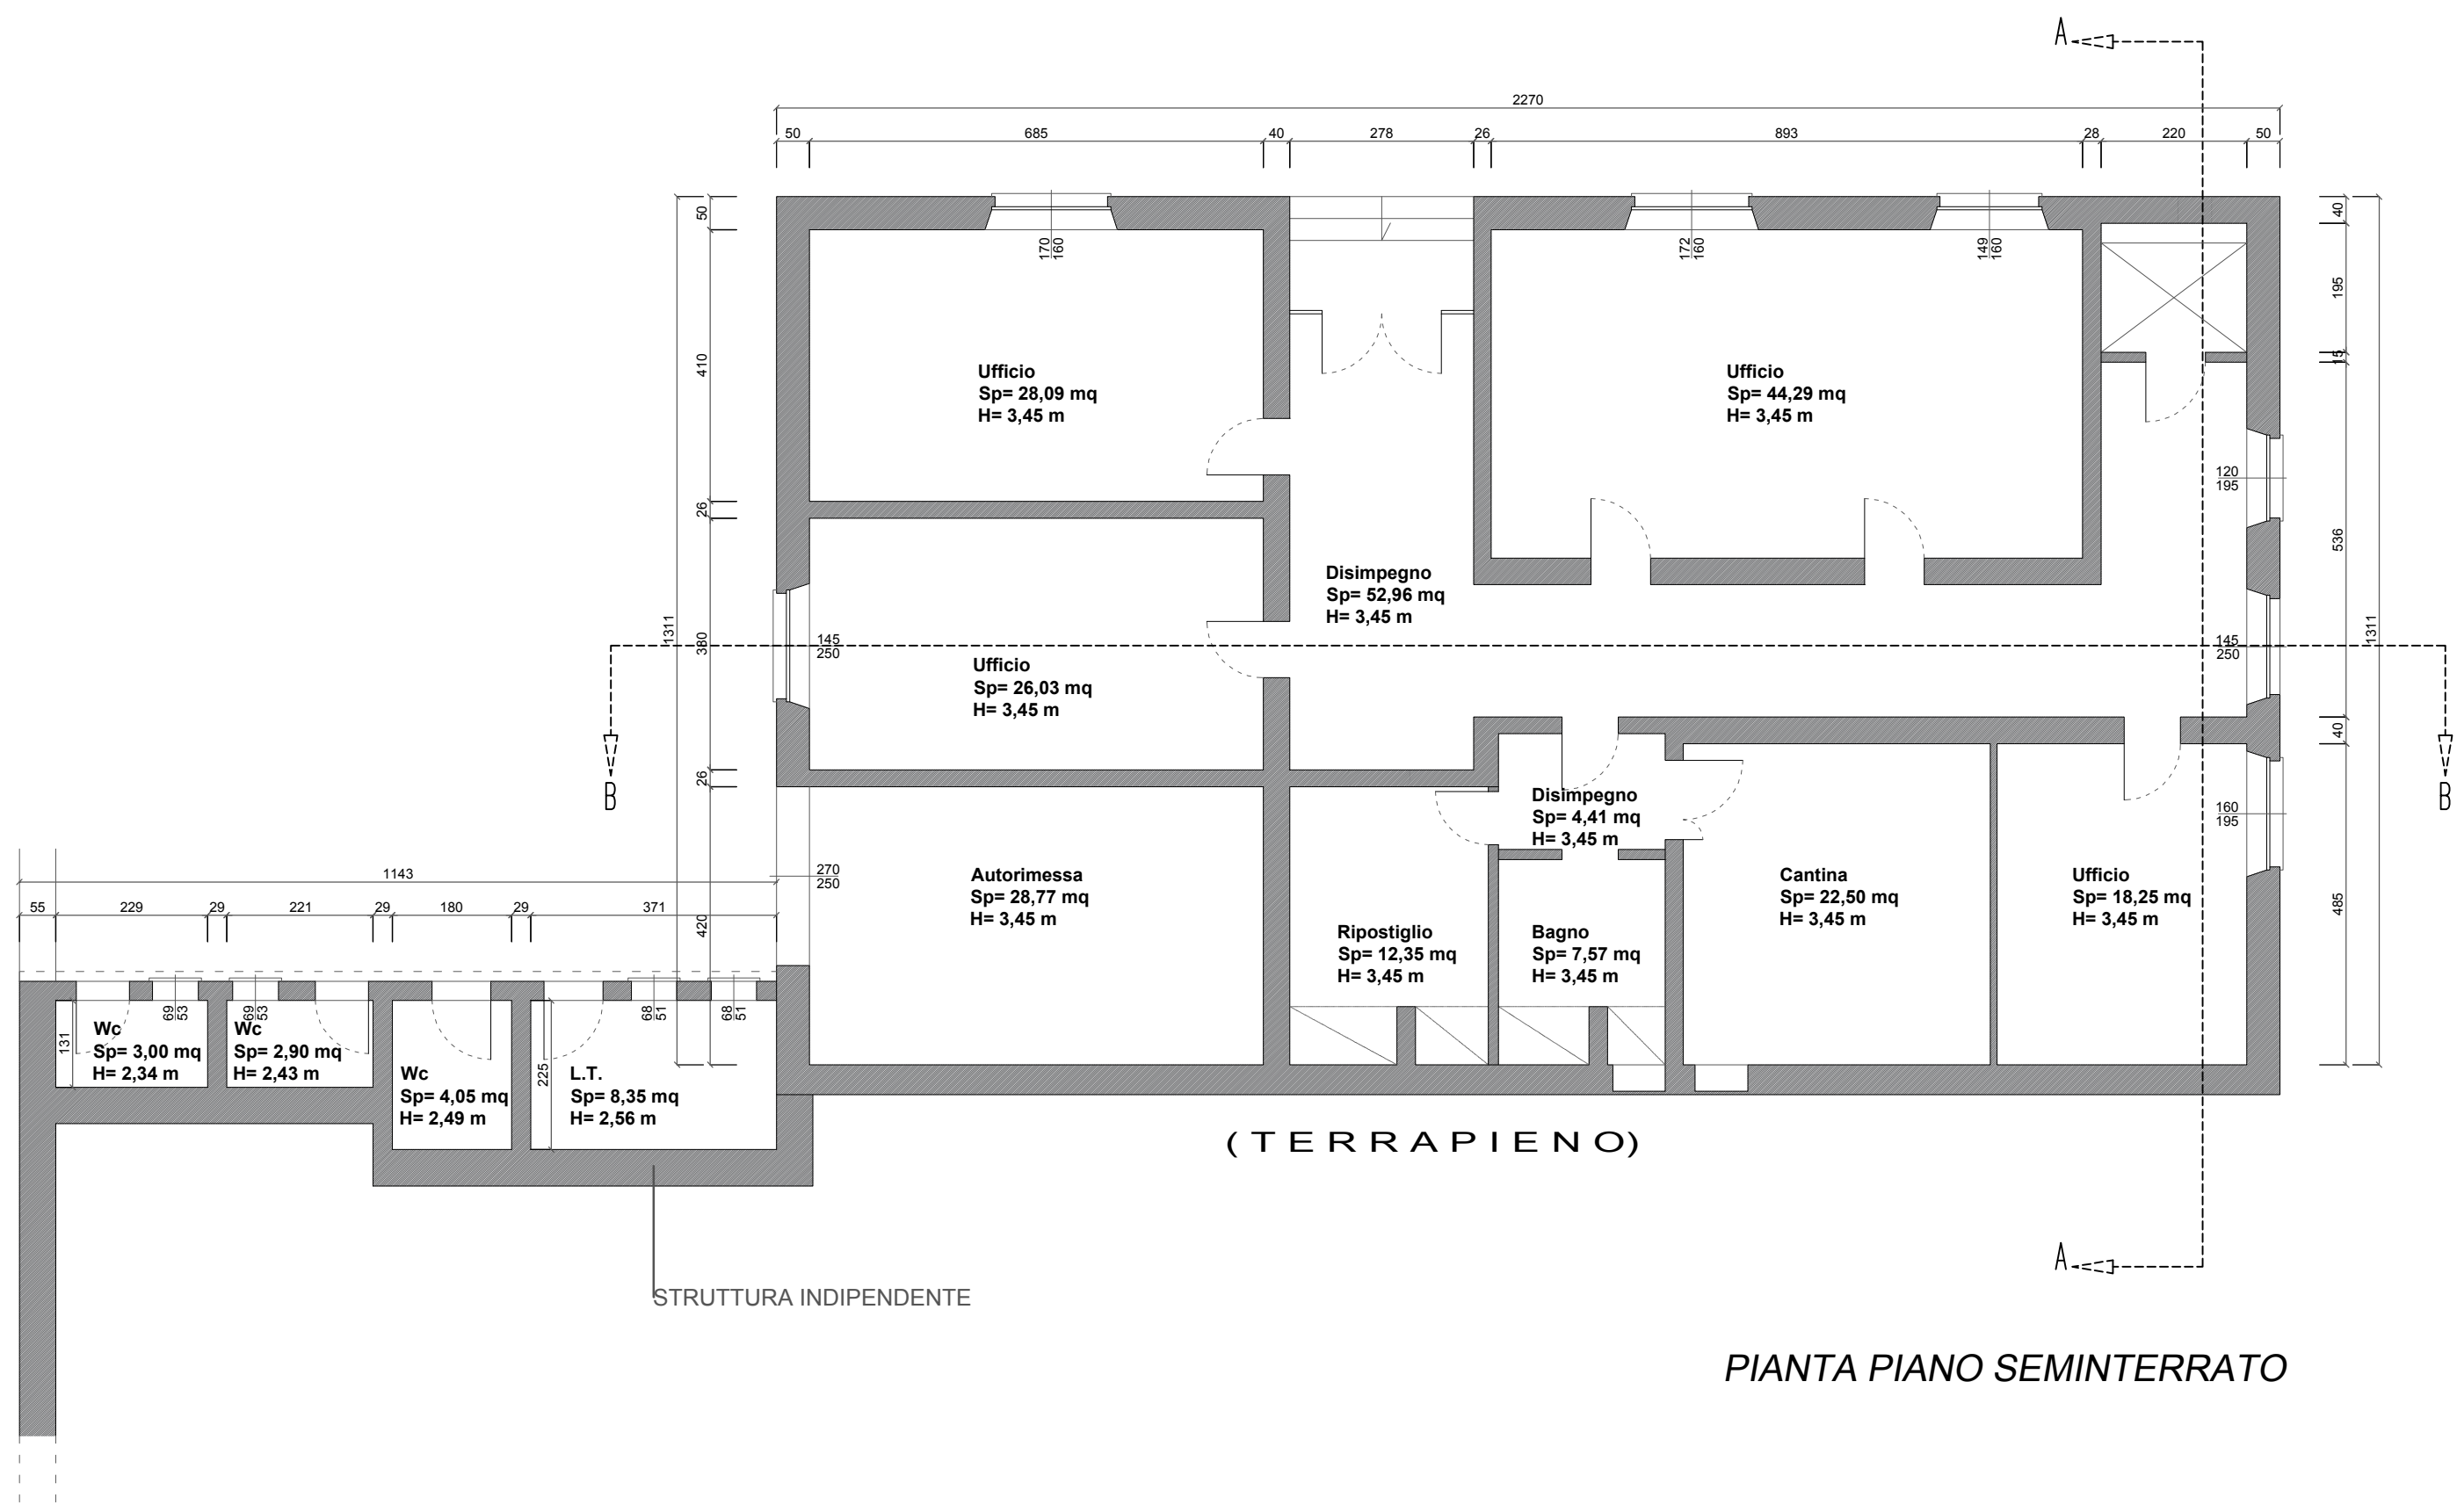 A
2270
50 685 40 278 26 893 28 220 50
50
410
26
380
26
420
1311
40
195
15
536
40
485
1311
170
160
172
160
149
160
Ufficio
Sp= 28,09 mq
H= 3,45 m
Ufficio
Sp= 44,29 mq
H= 3,45 m
120
195
Disimpegno
Sp= 52,96 mq
H= 3,45 m
145
250
145
250
Ufficio
Sp= 26,03 mq
H= 3,45 m
B
B
Disimpegno
Sp= 4,41 mq
H= 3,45 m
160
195
1143
55 229 29 221 29 180 29 371
270
250
Autorimessa
Sp= 28,77 mq
H= 3,45 m
Cantina
Sp= 22,50 mq
H= 3,45 m
Ufficio
Sp= 18,25 mq
H= 3,45 m
Ripostiglio
Sp= 12,35 mq
H= 3,45 m
Bagno
Sp= 7,57 mq
H= 3,45 m
69
53
69
53
68
51
68
51
131
Wc
Sp= 3,00 mq
H= 2,34 m
Wc
Sp= 2,90 mq
H= 2,43 m
Wc
Sp= 4,05 mq
H= 2,49 m
225
L.T.
Sp= 8,35 mq
H= 2,56 m
( T E R R A P I E N O)
A
STRUTTURA INDIPENDENTE
PIANTA PIANO SEMINTERRATO